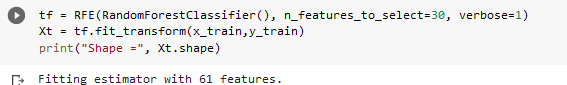 tf = RFE(RandomForestClassifier(), n_features_to_select=30, verbose=1)
Xt = tf.fit_transform(x_train,y_train)
print("Shape =", Xt.shape)
Fitting estimator with 61 features.